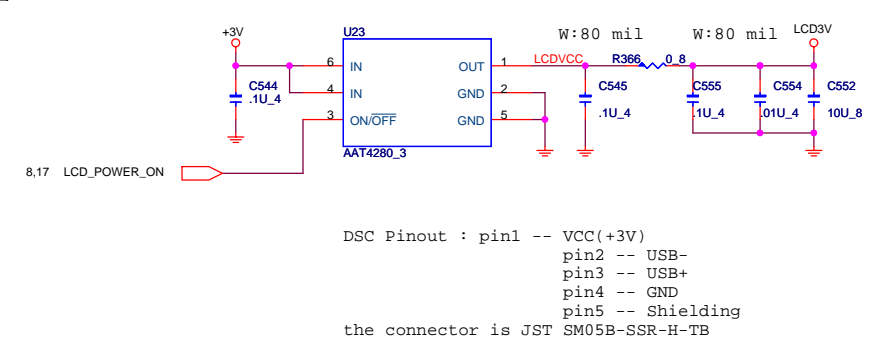 +3V U23 W:80 mil W:80 mil LCD3V
6 IN OUT 1 LCDVCC R366 0_8
C544 .1U_4
4 IN GND 2
C545 .1U_4
C555 .1U_4
C554 .01U_4
C552 10U_8
3 ON/OFF GND 5
AAT4280_3
8,17 LCD_POWER_ON
DSC Pinout : pin1 -- VCC(+3V)
pin2 -- USB-
pin3 -- USB+
pin4 -- GND
pin5 -- Shielding
the connector is JST SM05B-SSR-H-TB